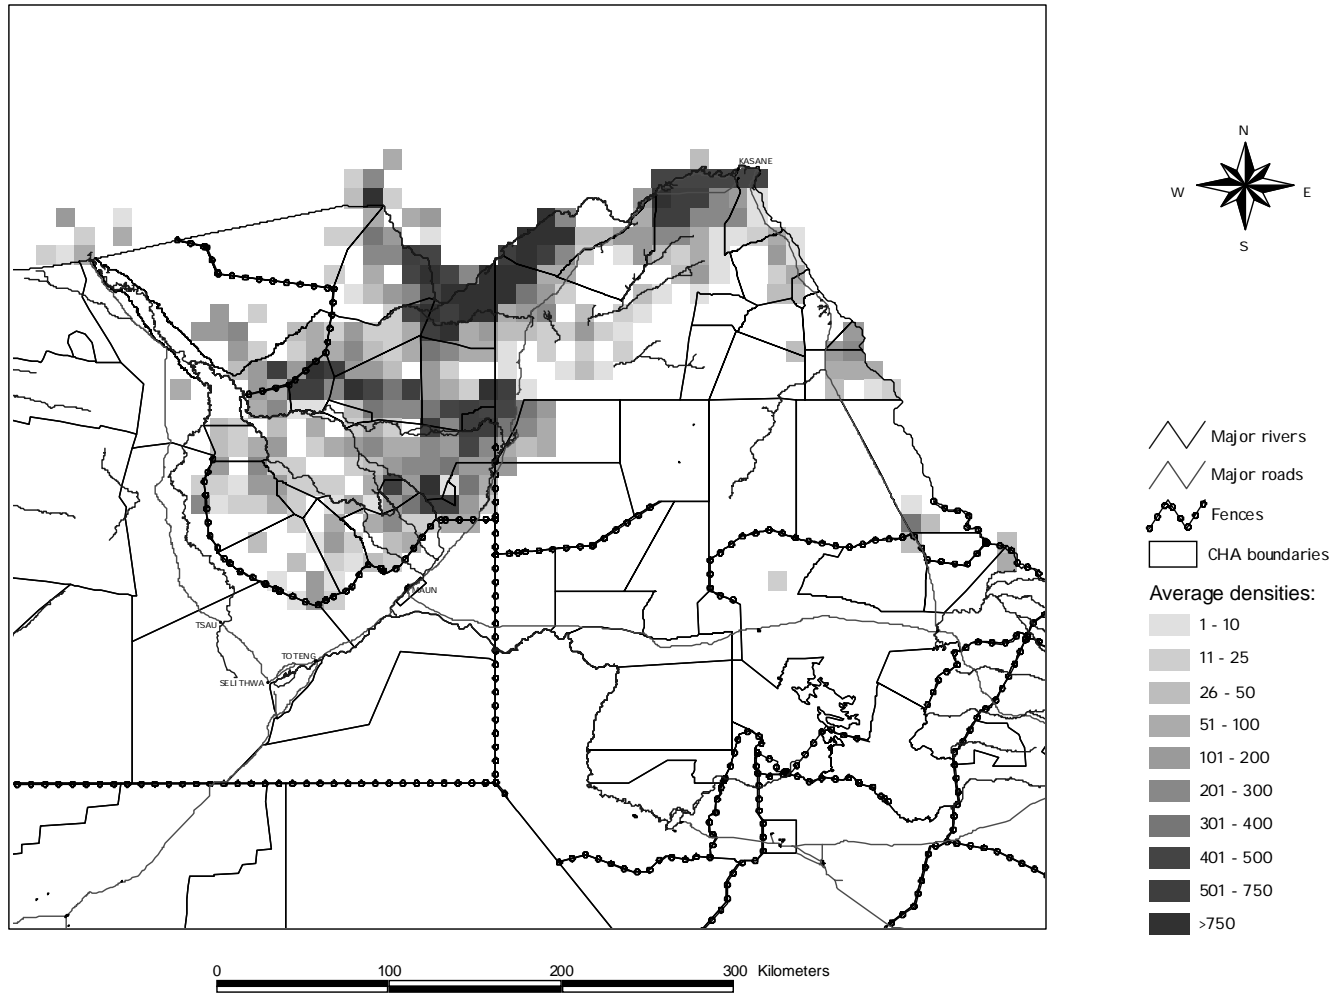 N
W E
S
KASANE
MAUN
TSAU
TOTENG
SELITHWA
Major rivers
Major roads
Fences
CHA boundaries
Average densities:
1 - 10
11 - 25
26 - 50
51 - 100
101 - 200
201 - 300
301 - 400
401 - 500
501 - 750
>750
0 100 200 300 Kilometers